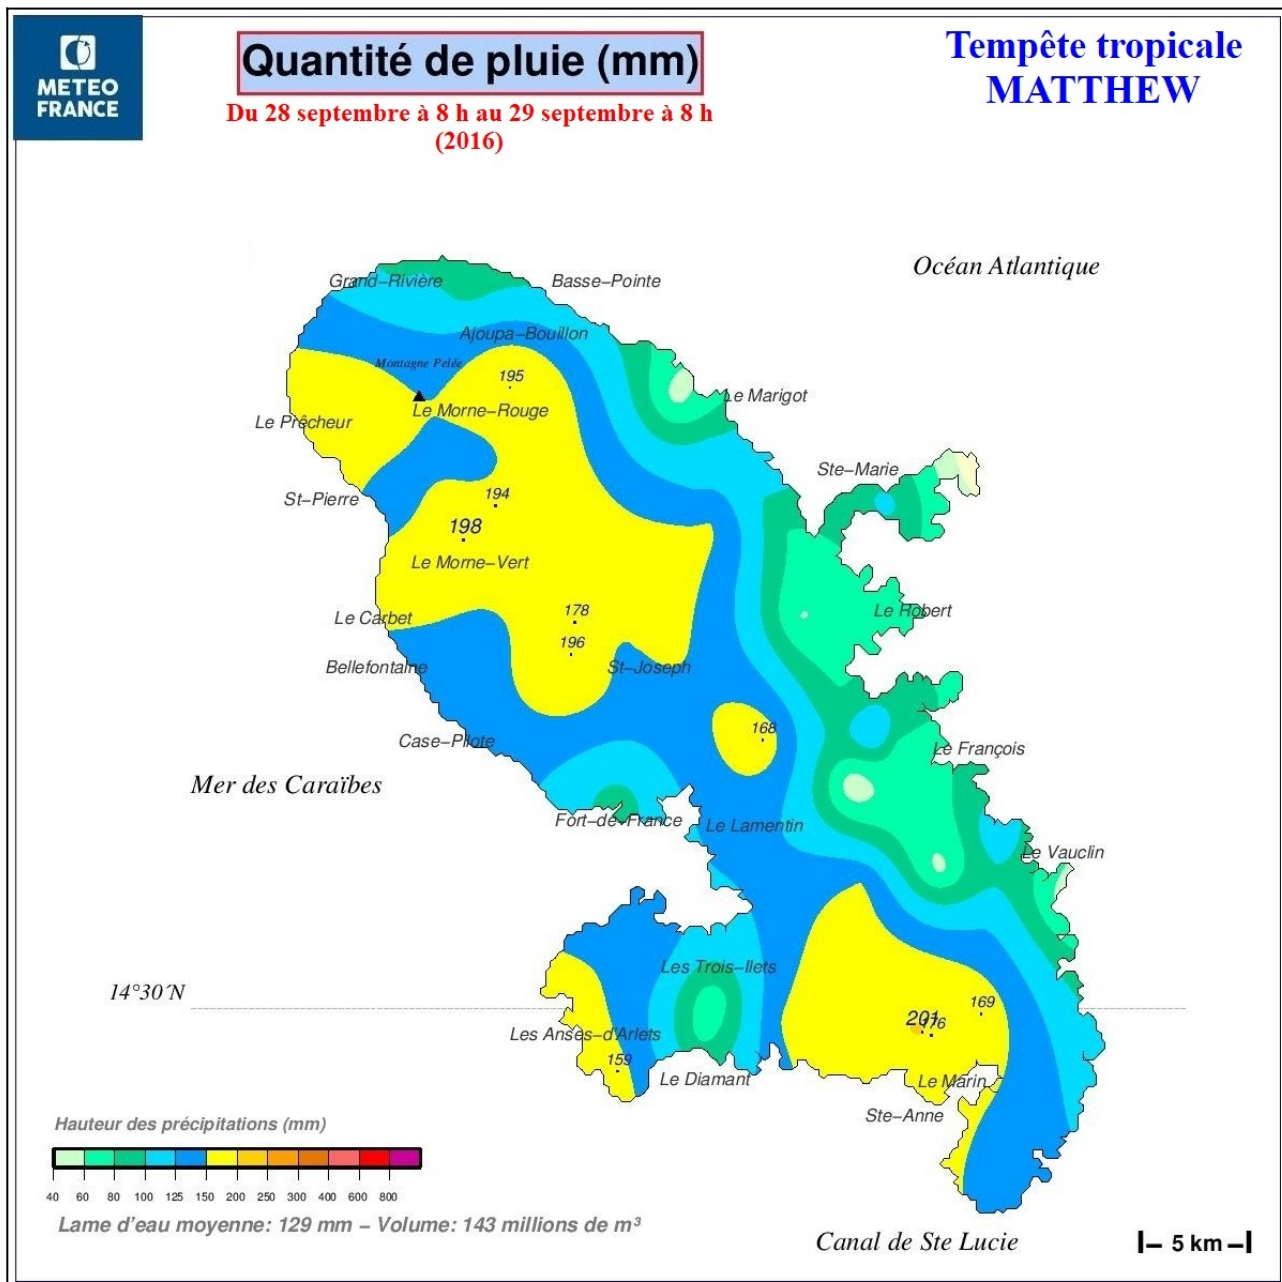 METEO
FRANCE
Quantité de pluie (mm)
Du 28 septembre à 8 h au 29 septembre à 8 h
(2016)
Tempête tropicale
MATTHEW
Océan Atlantique
Grand–Rivière
Basse–Pointe
Ajoupa–Bouillon
Montagne Pelée
195
Le Marigot
Le Morne–Rouge
Le Prêcheur
Ste–Marie
St–Pierre
194
198
Le Morne–Vert
178
Le Robert
Le Carbet
196
Bellefontaine
St–Joseph
168
Case–Pilote
Le François
Mer des Caraïbes
Fort–de–France
Le Lamentin
Le Vauclin
Les Trois–Ilets
14°30′N
169
201
176
Les Anses–d'Arlets
159
Le Diamant
Le Marin
Ste–Anne
Hauteur des précipitations (mm)
40 60 80 100 125 150 200 250 300 400 600 800
Lame d'eau moyenne: 129 mm – Volume: 143 millions de m³
Canal de Ste Lucie
5 km